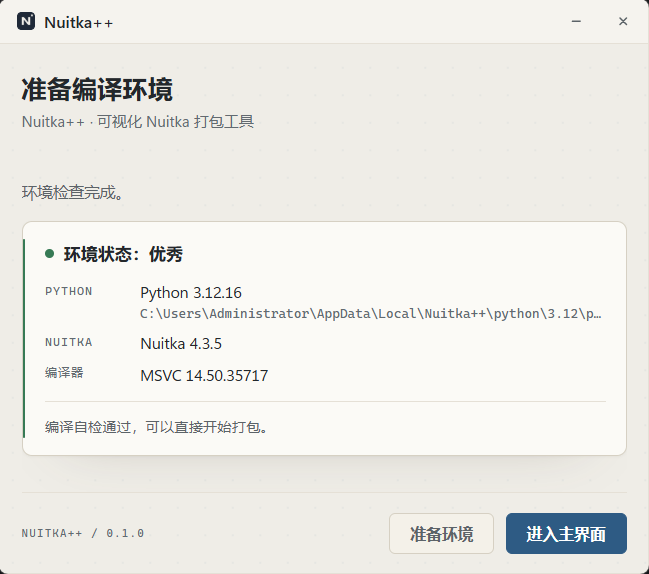 Nuitka++
准备编译环境
Nuitka++ · 可视化 Nuitka 打包工具
环境检查完成。
环境状态：优秀
PYTHON Python 3.12.16
C:\Users\Administrator\AppData\Local\Nuitka++\python\3.12\p…
NUITKA Nuitka 4.3.5
编译器 MSVC 14.50.35717
编译自检通过，可以直接开始打包。
NUITKA++ / 0.1.0 准备环境 进入主界面